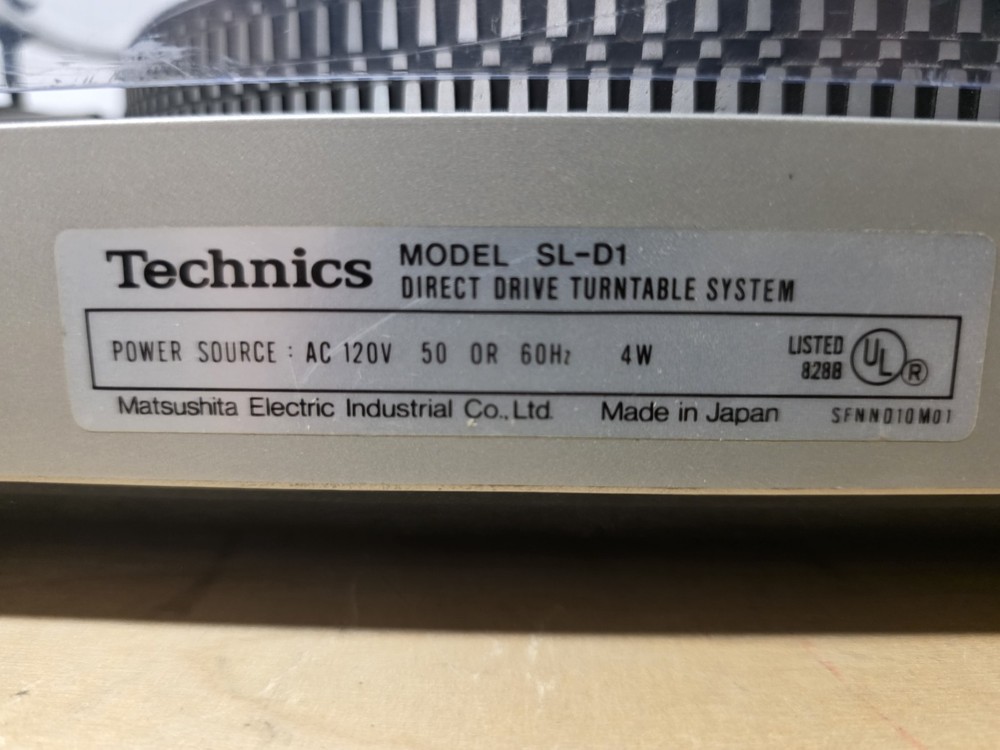 Technics MODEL SL-D1
DIRECT DRIVE TURNTABLE SYSTEM
POWER SOURCE : AC 120V 50 OR 60Hz 4W
LISTED
828B
UL
R
Matsushita Electric Industrial Co., Ltd. Made in Japan SFNN010M01